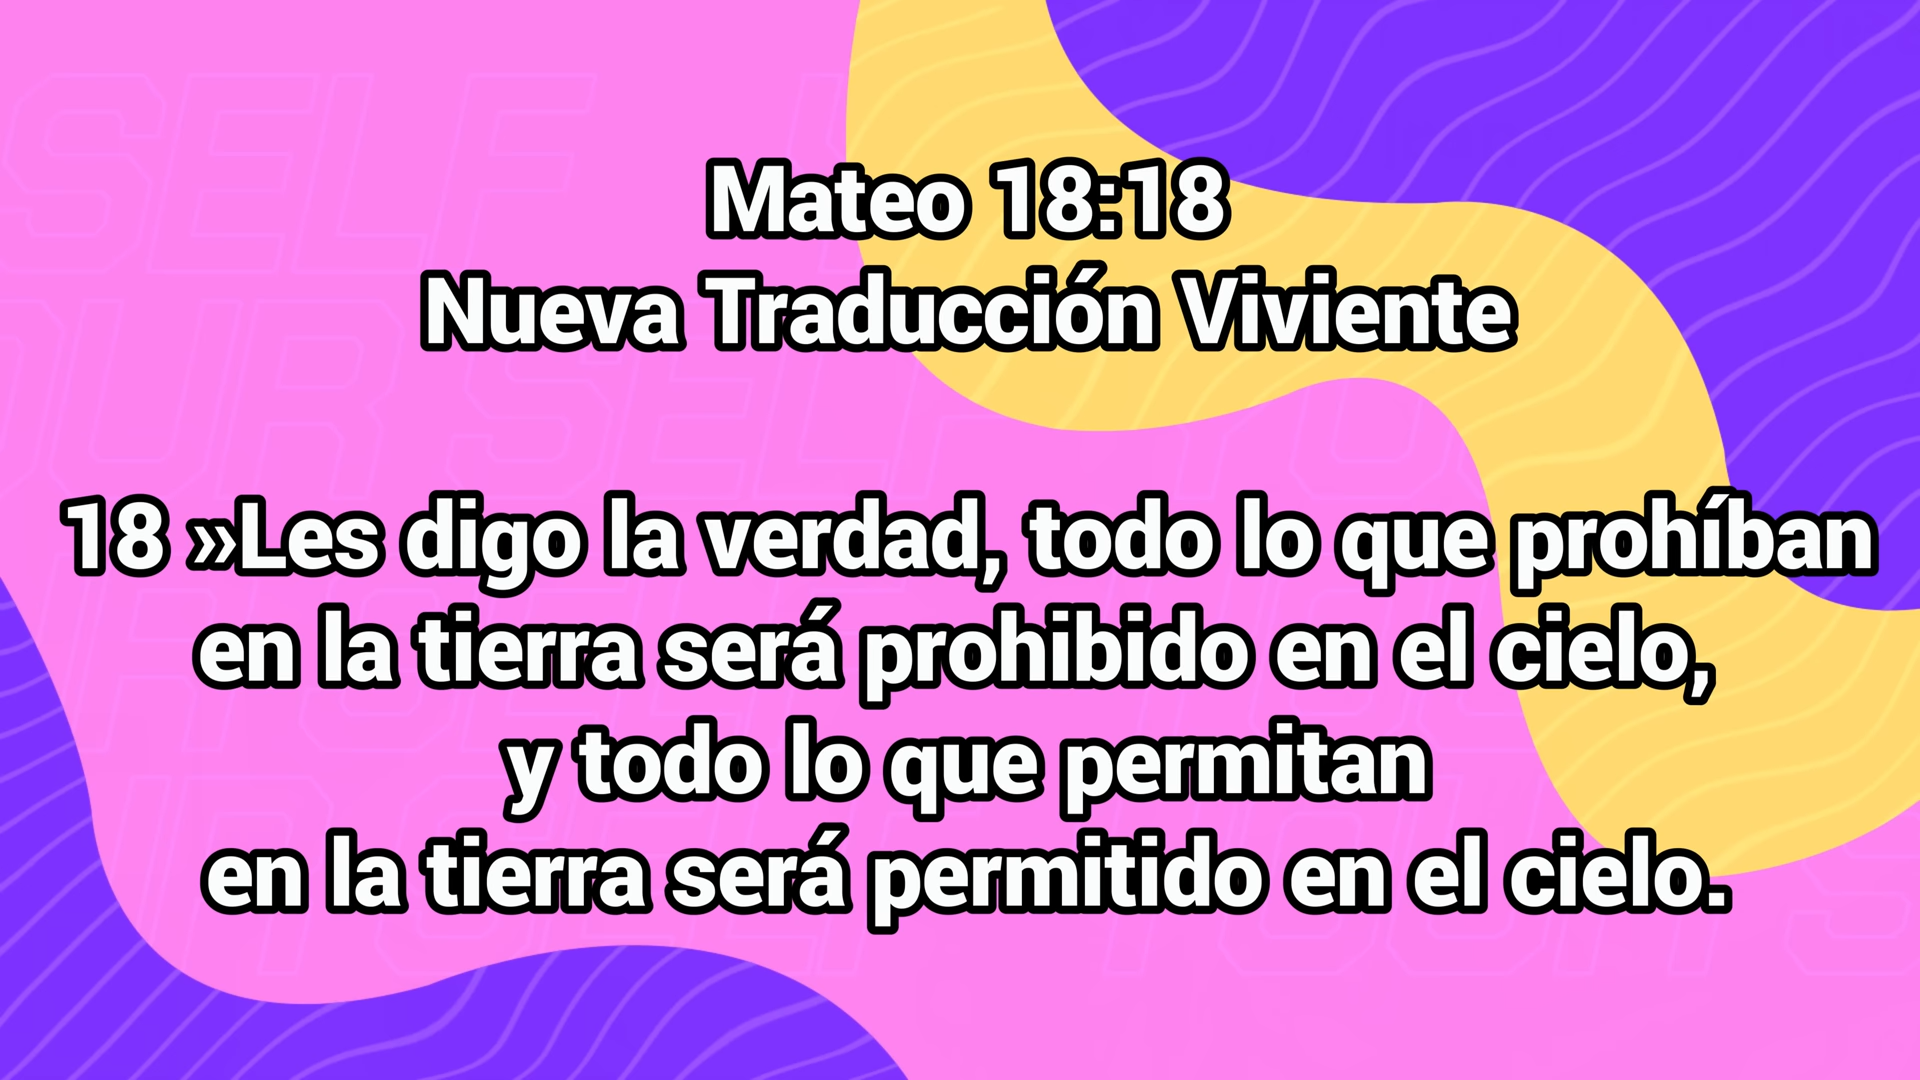 Mateo 18:18
Nueva Traducción Viviente
18 »Les digo la verdad, todo lo que prohíban
en la tierra será prohibido en el cielo,
y todo lo que permitan
en la tierra será permitido en el cielo.